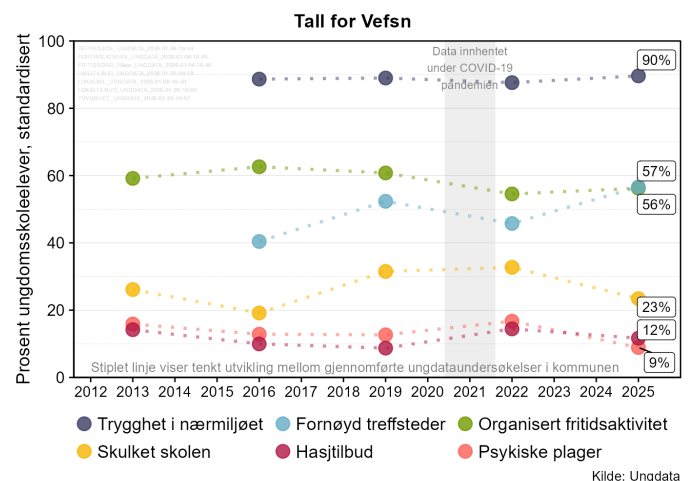 Tall for Vefsn
Prosent ungdomsskoleelever, standardisert
100
80
60
40
20
0
Data innhentet
under COVID-19
pandemien
90%
57%
56%
23%
12%
9%
Stiplet linje viser tenkt utvikling mellom gjennomførte ungdataundersøkelser i kommunen
2012 2013 2014 2015 2016 2017 2018 2019 2020 2021 2022 2023 2024 2025
Trygghet i nærmiljøet Fornøyd treffsteder Organisert fritidsaktivitet
Skulket skolen Hasjtilbud Psykiske plager
Kilde: Ungdata